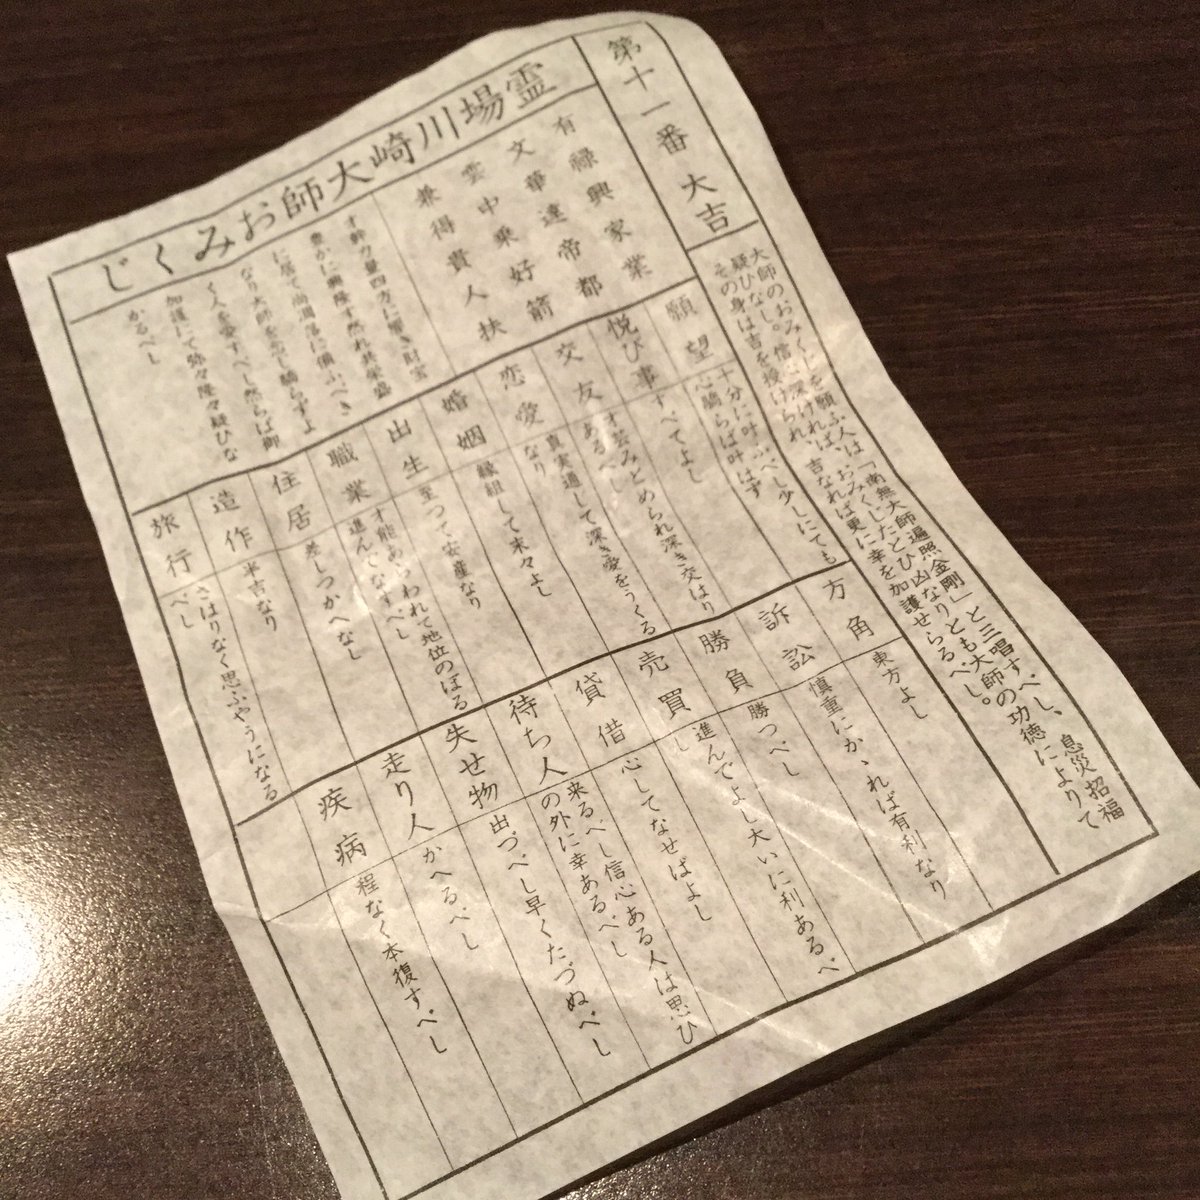 霊場川崎大師おみくじ
第十一番 大吉
大師のおみくじを願ふ人は「南無大師遍照金剛」と三唱すべし、息災招福
疑ひなし。信心深ければ、おみくじたとひ凶なりとも大師の功徳によりて
その身は吉を授けられ、吉なれば更に幸を加護せらるべし。
有禄興家業
文華達帝都
雲中乗好箭
兼得貴人扶
才幹力量四方に響き財宝
豊かに興隆す然れ共栄盛
に居て尚凋落に備ふべき
なり大師を念じ驕らずよ
く人を愛すべし然らば御
加護にて弥々隆々疑ひな
かるべし
願望
十分に叶ふべし少しにても
心驕らば叶はず
悦び事
すべてよし
交友
才芸みとめられ深き交はり
あるべし
恋愛
真実通して深き愛をうくる
なり
婚姻
縁組して末々よし
出生
至つて安産なり
職業
才能あらわれて地位のぼる
進んでなすべし
住居
差しつかへなし
造作
半吉なり
旅行
さはりなく思ふやうになる
べし
方角
東方よし
訴訟
慎重にかゝれば有利なり
勝負
勝つべし
売買
進んでよし大いに利あるべ
し
貸借
心してなせばよし
待ち人
来るべし信心ある人は思ひ
の外に幸あるべし
失せ物
出づべし早くたづぬべし
走り人
かへるべし
疾病
程なく本復すべし